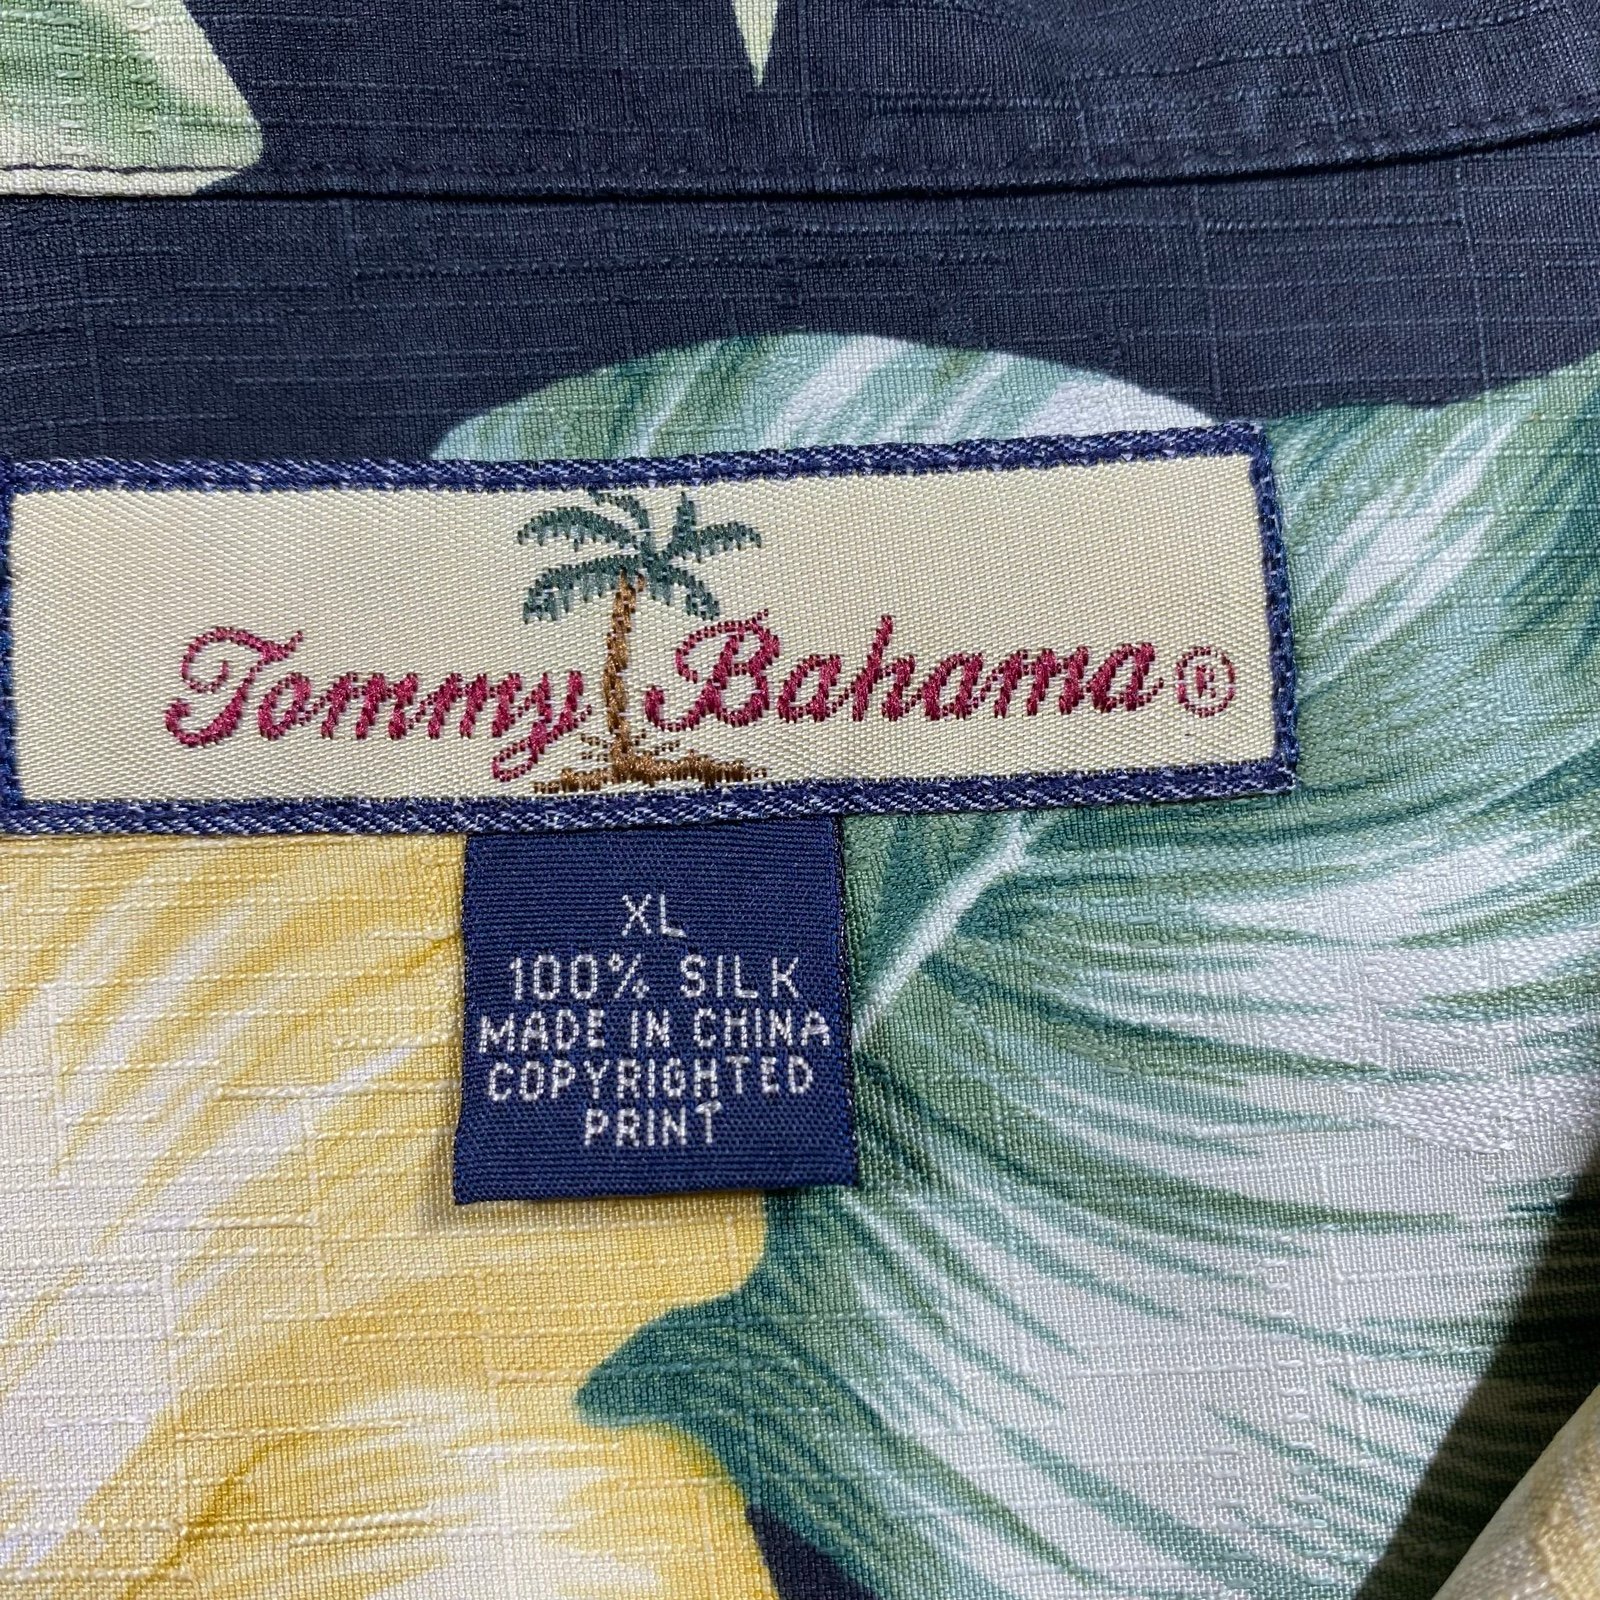 Tommy Bahama®
XL
100% SILK
MADE IN CHINA
COPYRIGHTED
PRINT